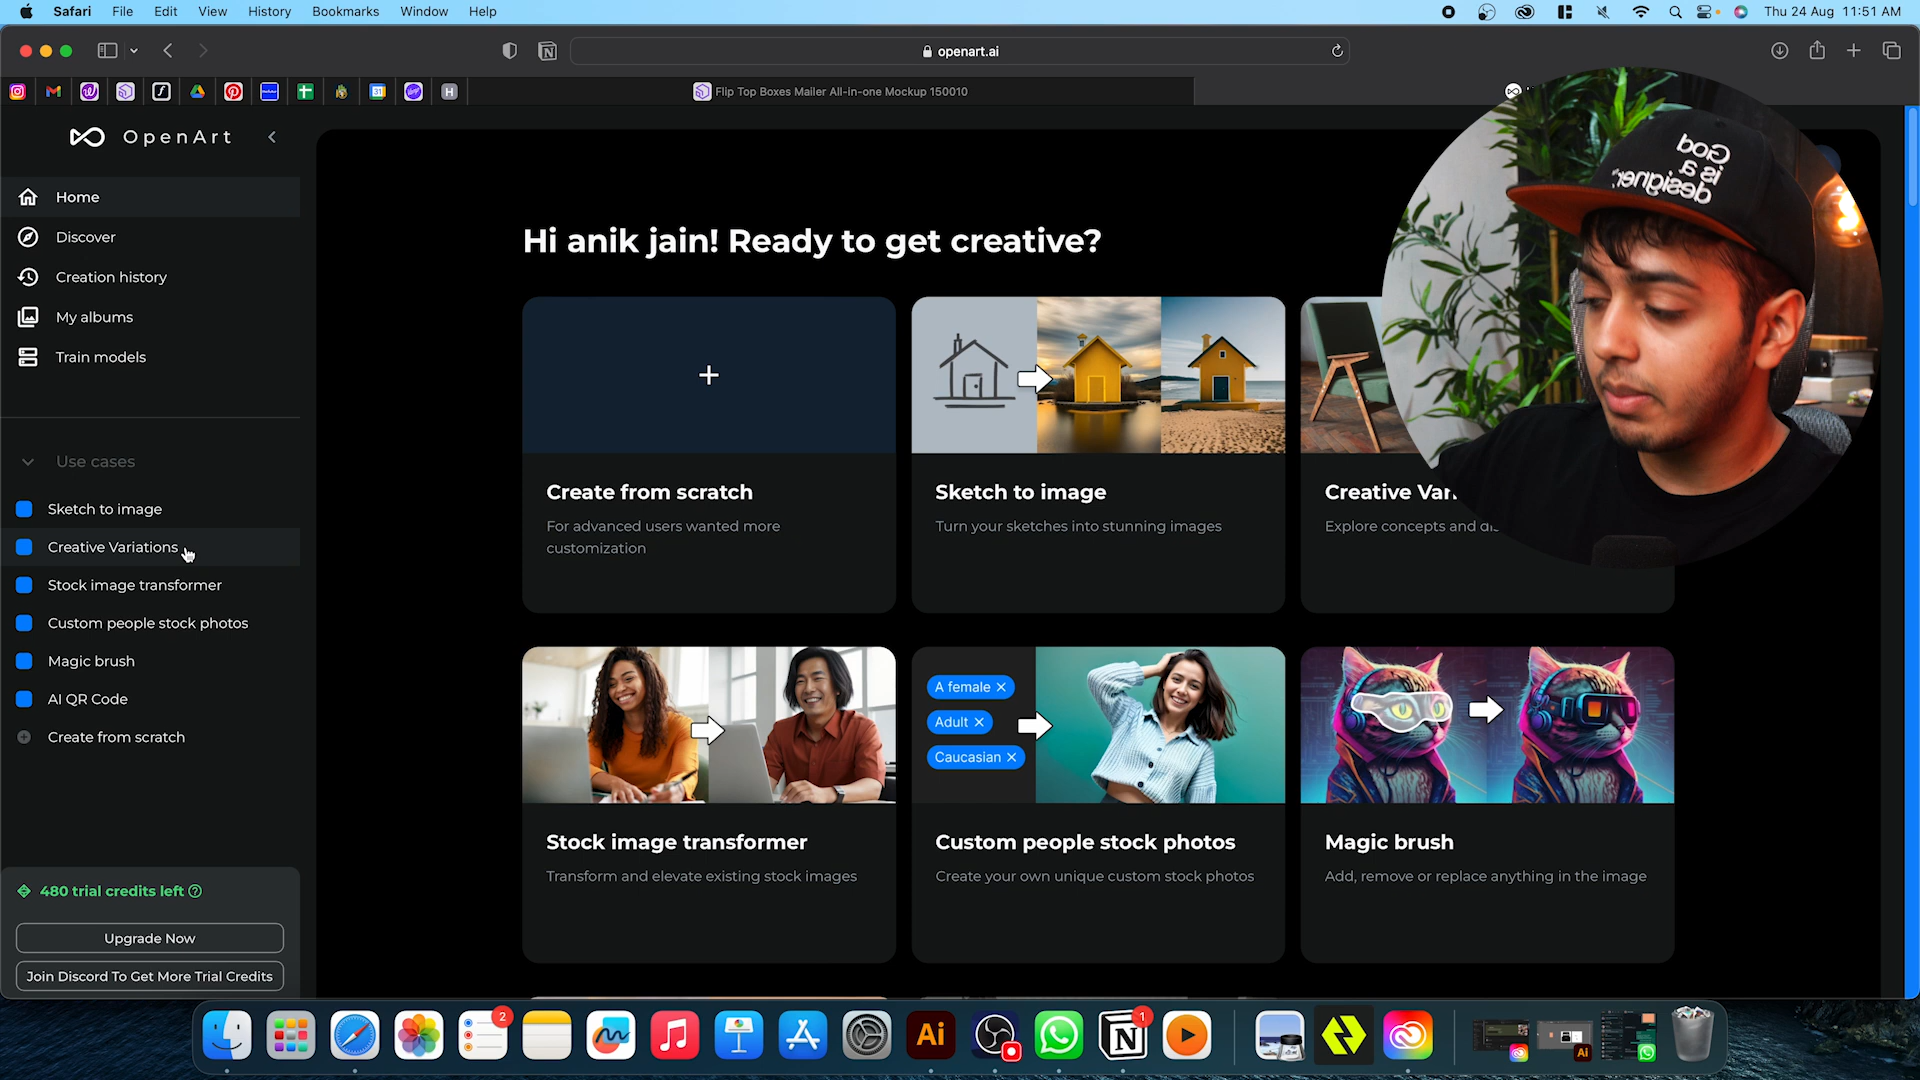 Safari File Edit View History Bookmarks Window Help
Thu 24 Aug 11:51 AM
openart.ai
Flip Top Boxes Mailer All-in-one Mockup 150010
OpenArt
Home
Discover
Creation history
My albums
Train models
Use cases
Sketch to image
Creative Variations
Stock image transformer
Custom people stock photos
Magic brush
AI QR Code
Create from scratch
480 trial credits left
Upgrade Now
Join Discord To Get More Trial Credits
Hi anik jain! Ready to get creative?
Create from scratch
For advanced users wanted more
customization
Sketch to image
Turn your sketches into stunning images
Creative Var
Explore concepts and
God
is a
designer.
A female
Adult
Caucasian
Stock image transformer
Transform and elevate existing stock images
Custom people stock photos
Create your own unique custom stock photos
Magic brush
Add, remove or replace anything in the image
2
Ai
1